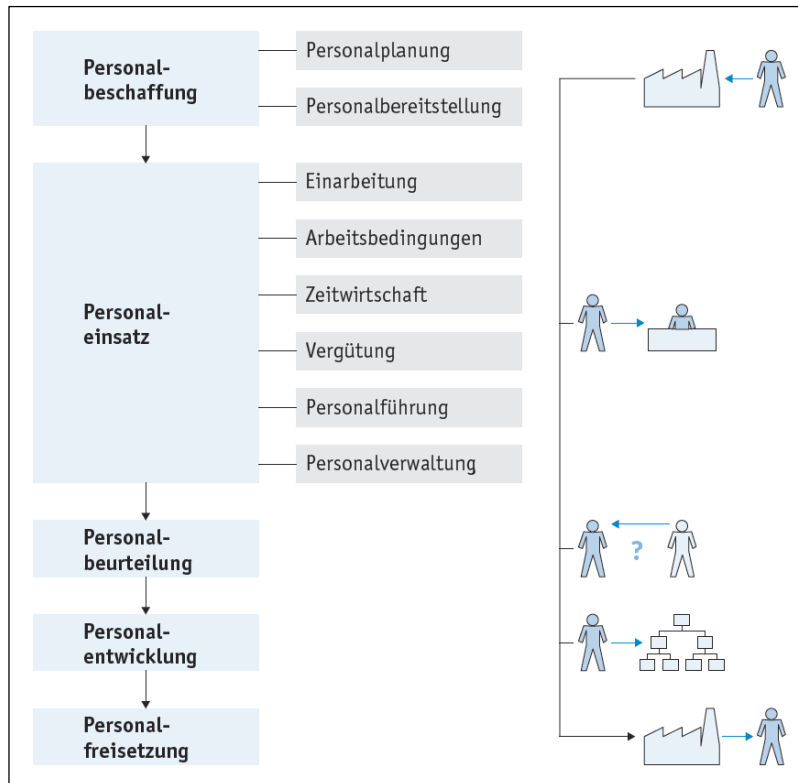 Personal-
beschaffung
Personalplanung
Personalbereitstellung
Personal-
einsatz
Einarbeitung
Arbeitsbedingungen
Zeitwirtschaft
Vergütung
Personalführung
Personalverwaltung
Personal-
beurteilung
?
Personal-
entwicklung
Personal-
freisetzung